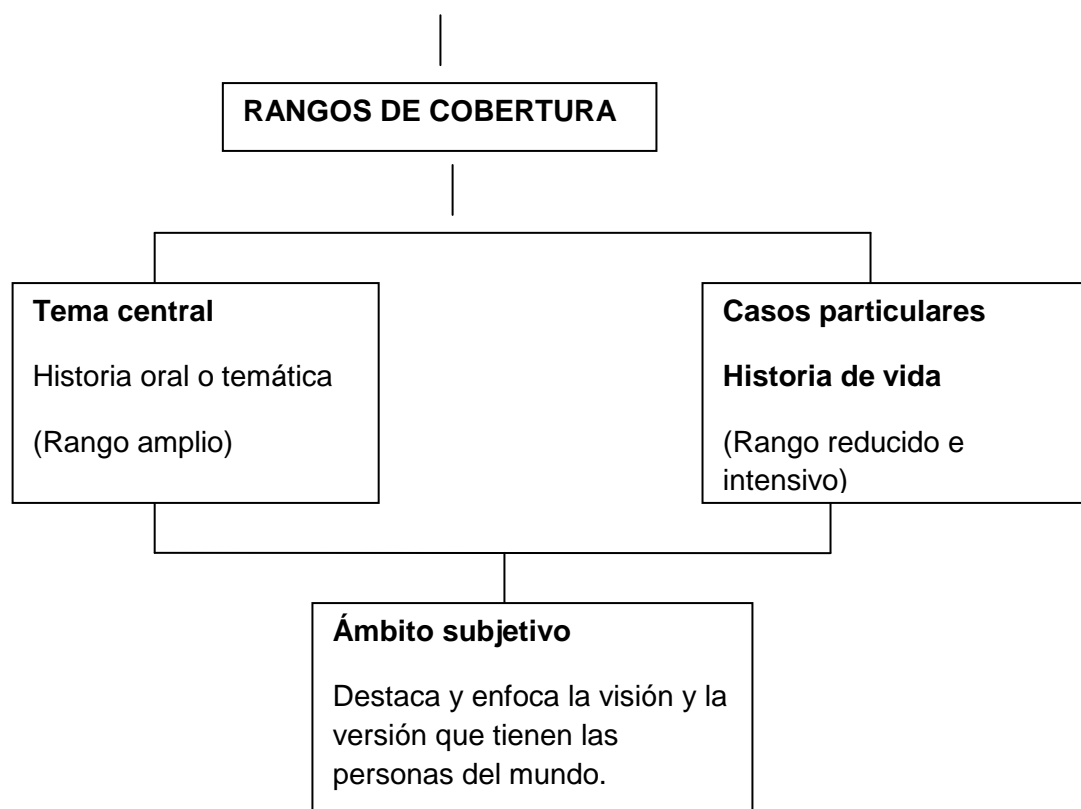 RANGOS DE COBERTURA
Tema central
Historia oral o temática
(Rango amplio)
Casos particulares
Historia de vida
(Rango reducido e
intensivo)
Ámbito subjetivo
Destaca y enfoca la visión y la
versión que tienen las
personas del mundo.